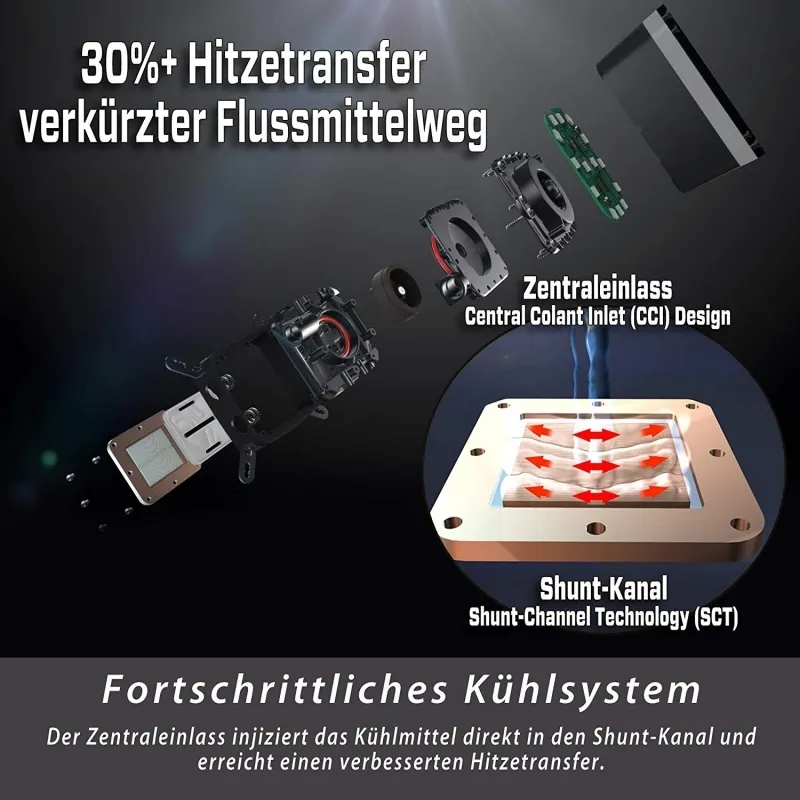 30%+ Hitzetransfer
verkürzter Flussmittelweg
Zentraleinlass
Central Colant Inlet (CCI) Design
Shunt-Kanal
Shunt-Channel Technology (SCT)
Fortschrittliches Kühlsystem
Der Zentraleinlass injiziert das Kühlmittel direkt in den Shunt-Kanal und
erreicht einen verbesserten Hitzetransfer.